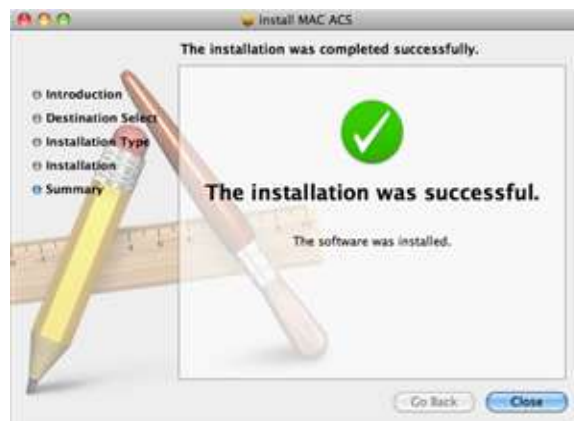 Install MAC ACS
The installation was completed successfully.
Introduction
Destination Select
Installation Type
Installation
Summary
The installation was successful.
The software was installed.
Go Back
Close